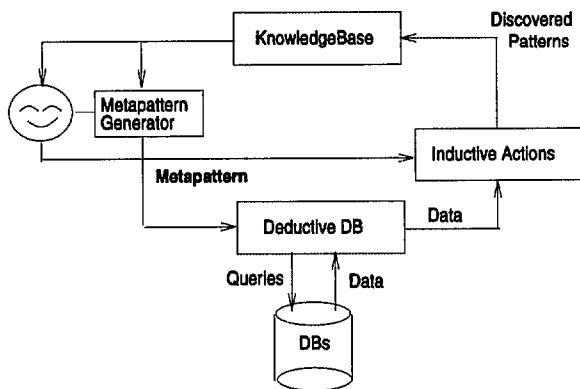 Discovered
Patterns
KnowledgeBase
Metapattern
Generator
Inductive Actions
Metapattern
Deductive DB
Data
Queries
Data
DBs